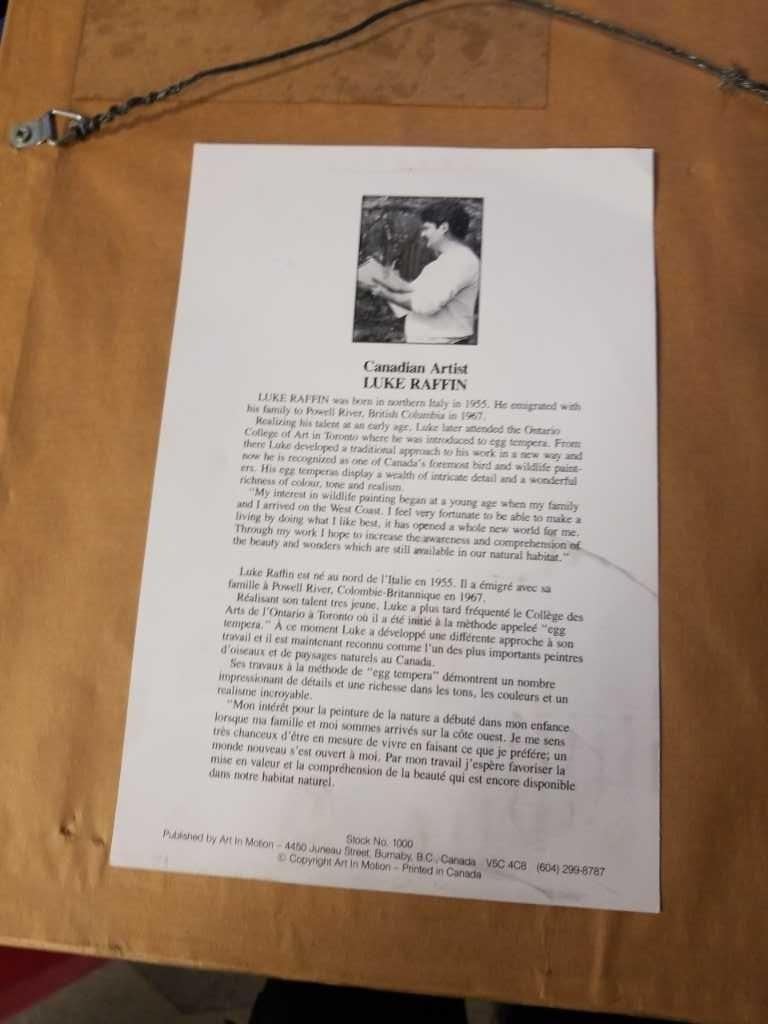 Canadian Artist
LUKE RAFFIN
LUKE RAFFIN was born in northern Italy in 1955. He emigrated with
his family to Powell River, British Columbia in 1967.
Realizing his talent at an early age, Luke later attended the Ontario
College of Art in Toronto where he was introduced to egg tempera. From
there Luke developed a traditional approach to his work in a new way and
now he is recognized as one of Canada's foremost bird and wildlife paint-
ers. His egg temperas display a wealth of intricate detail and a wonderful
richness of colour, tone and realism.
"My interest in wildlife painting began at a young age when my family
and I arrived on the West Coast. I feel very fortunate to be able to make a
living by doing what I like best, it has opened a whole new world for me.
Through my work I hope to increase the awareness and comprehension of
the beauty and wonders which are still available in our natural habitat."
Luke Raffin est né au nord de l'Italie en 1955. Il a émigré avec sa
famille à Powell River, Colombie-Britannique en 1967.
Réalisant son talent tres jeune, Luke a plus tard fréquenté le Collège des
Arts de l'Ontario à Toronto où il a été initié à la mèthode appeleé "egg
tempera." À ce moment Luke a développé une différente approche à son
travail et il est maintenant reconnu comme l'un des plus importants peintres
d'oiseaux et de paysages naturels au Canada.
Ses travaux à la méthode de "egg tempera" démontrent un nombre
impressionant de détails et une richesse dans les tons, les couleurs et un
realisme incroyable.
"Mon intérêt pour la peinture de la nature a débuté dans mon enfance
lorsque ma famille et moi sommes arrivés sur la côte ouest. Je me sens
très chanceux d'être en mesure de vivre en faisant ce que je préfére; un
monde nouveau s'est ouvert à moi. Par mon travail j'espère favoriser la
mise en valeur et la compréhension de la beauté qui est encore disponible
dans notre habitat naturel.
Stock No. 1000
Published by Art In Motion – 4450 Juneau Street, Burnaby, B.C., Canada V5C 4C8 (604) 299-8787
© Copyright Art In Motion – Printed in Canada